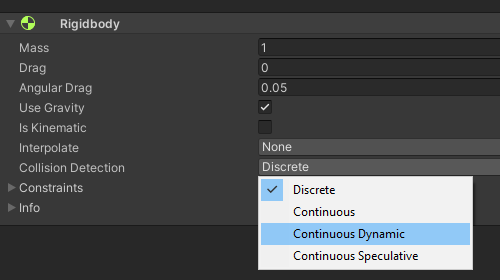 Rigidbody
Mass 1
Drag 0
Angular Drag 0.05
Use Gravity
Is Kinematic
Interpolate None
Collision Detection Discrete
Constraints
Info
Discrete
Continuous
Continuous Dynamic
Continuous Speculative